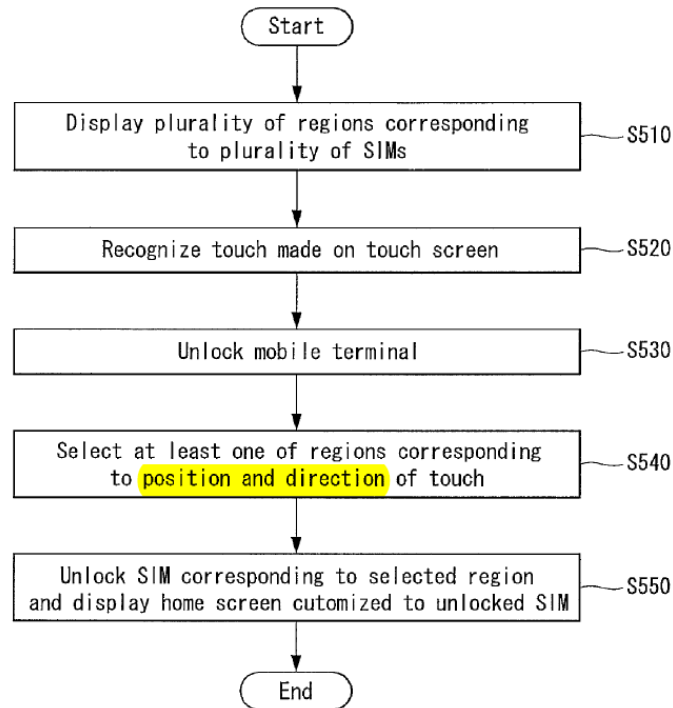 Start
Display plurality of regions corresponding
to plurality of SIMs
S510
Recognize touch made on touch screen
S520
Unlock mobile terminal
S530
Select at least one of regions corresponding
to position and direction of touch
S540
Unlock SIM corresponding to selected region
and display home screen cutomized to unlocked SIM
S550
End